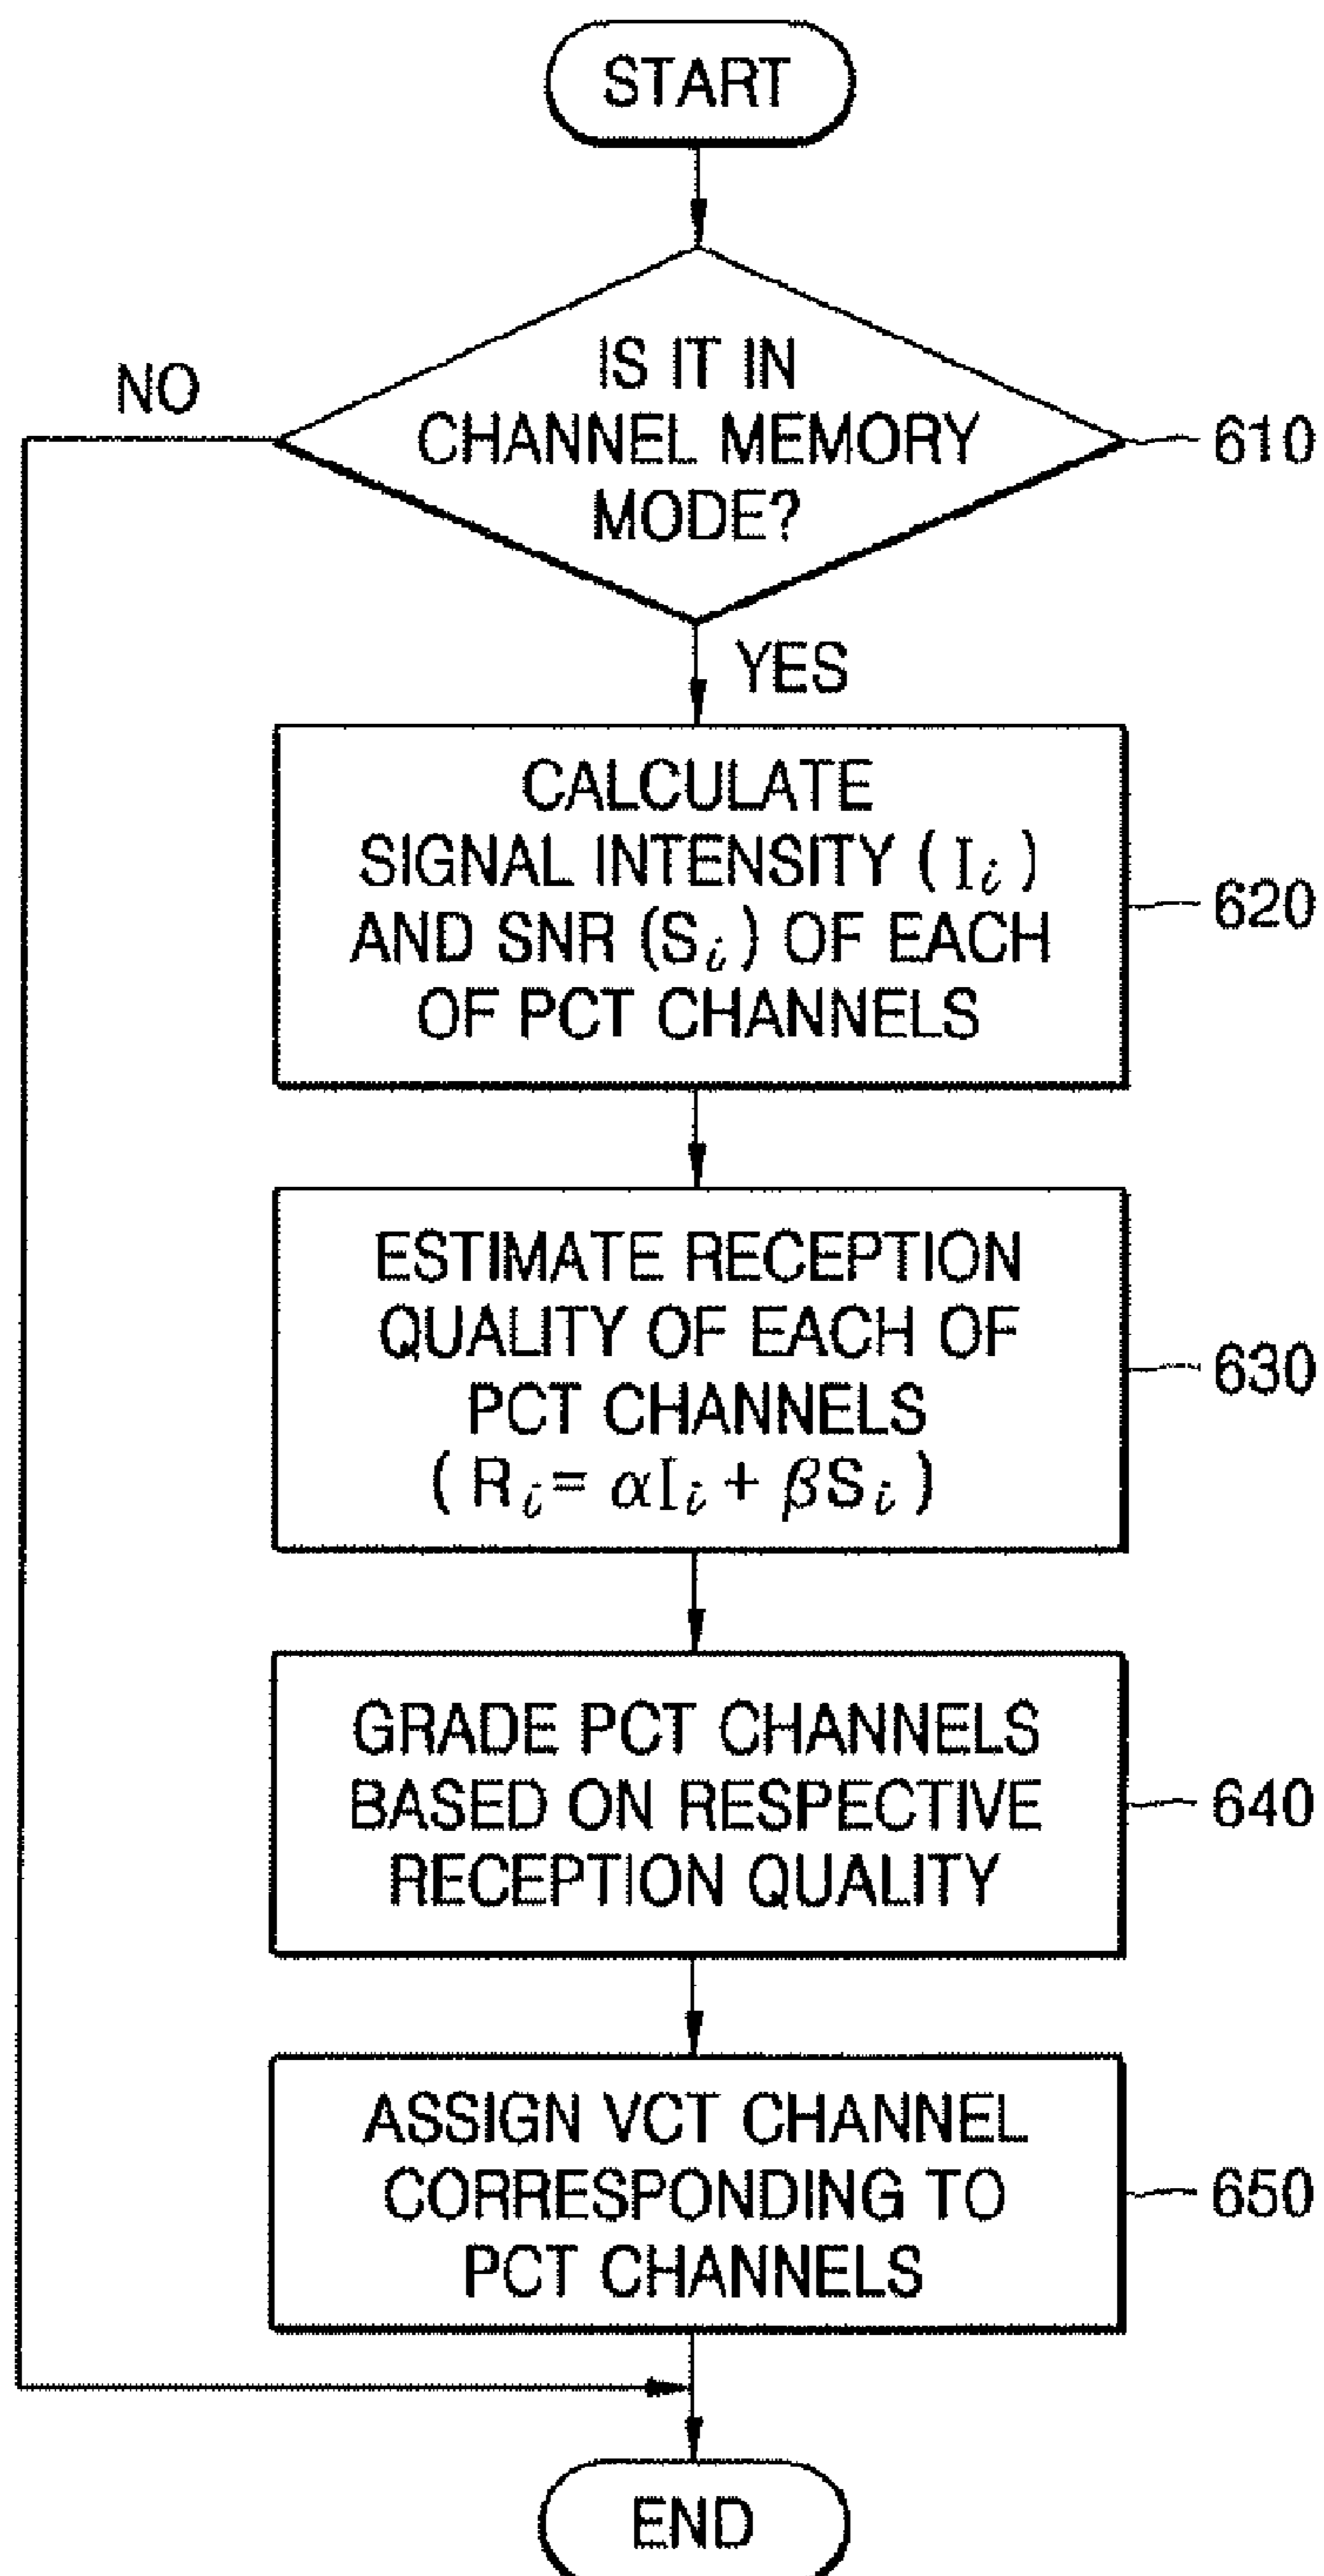 START
IS IT IN
CHANNEL MEMORY
MODE?
NO
610
YES
CALCULATE
SIGNAL INTENSITY (Ii)
AND SNR (Si) OF EACH
OF PCT CHANNELS
620
ESTIMATE RECEPTION
QUALITY OF EACH OF
PCT CHANNELS
(Ri = αIi + βSi)
630
GRADE PCT CHANNELS
BASED ON RESPECTIVE
RECEPTION QUALITY
640
ASSIGN VCT CHANNEL
CORRESPONDING TO
PCT CHANNELS
650
END